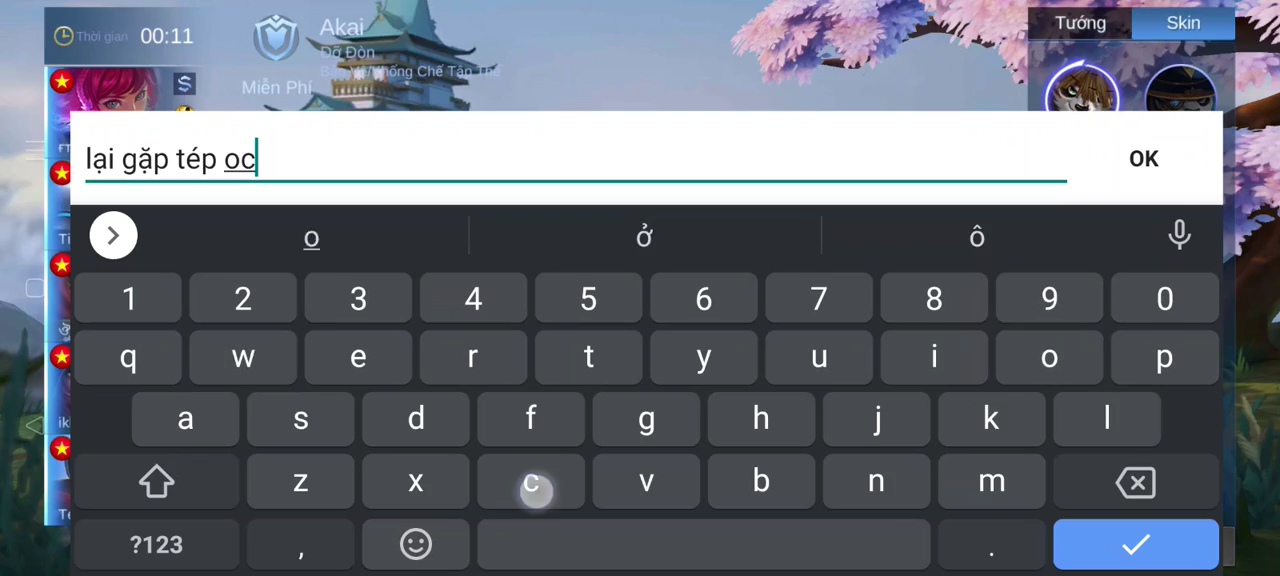 Thời gian 00:11
Akai
Đỡ Đòn
Miễn Phí
Tướng
Skin
lại gặp tép oc
OK
o ở ô
1 2 3 4 5 6 7 8 9 0
q w e r t y u i o p
a s d f g h j k l
z x c v b n m
?123 , .